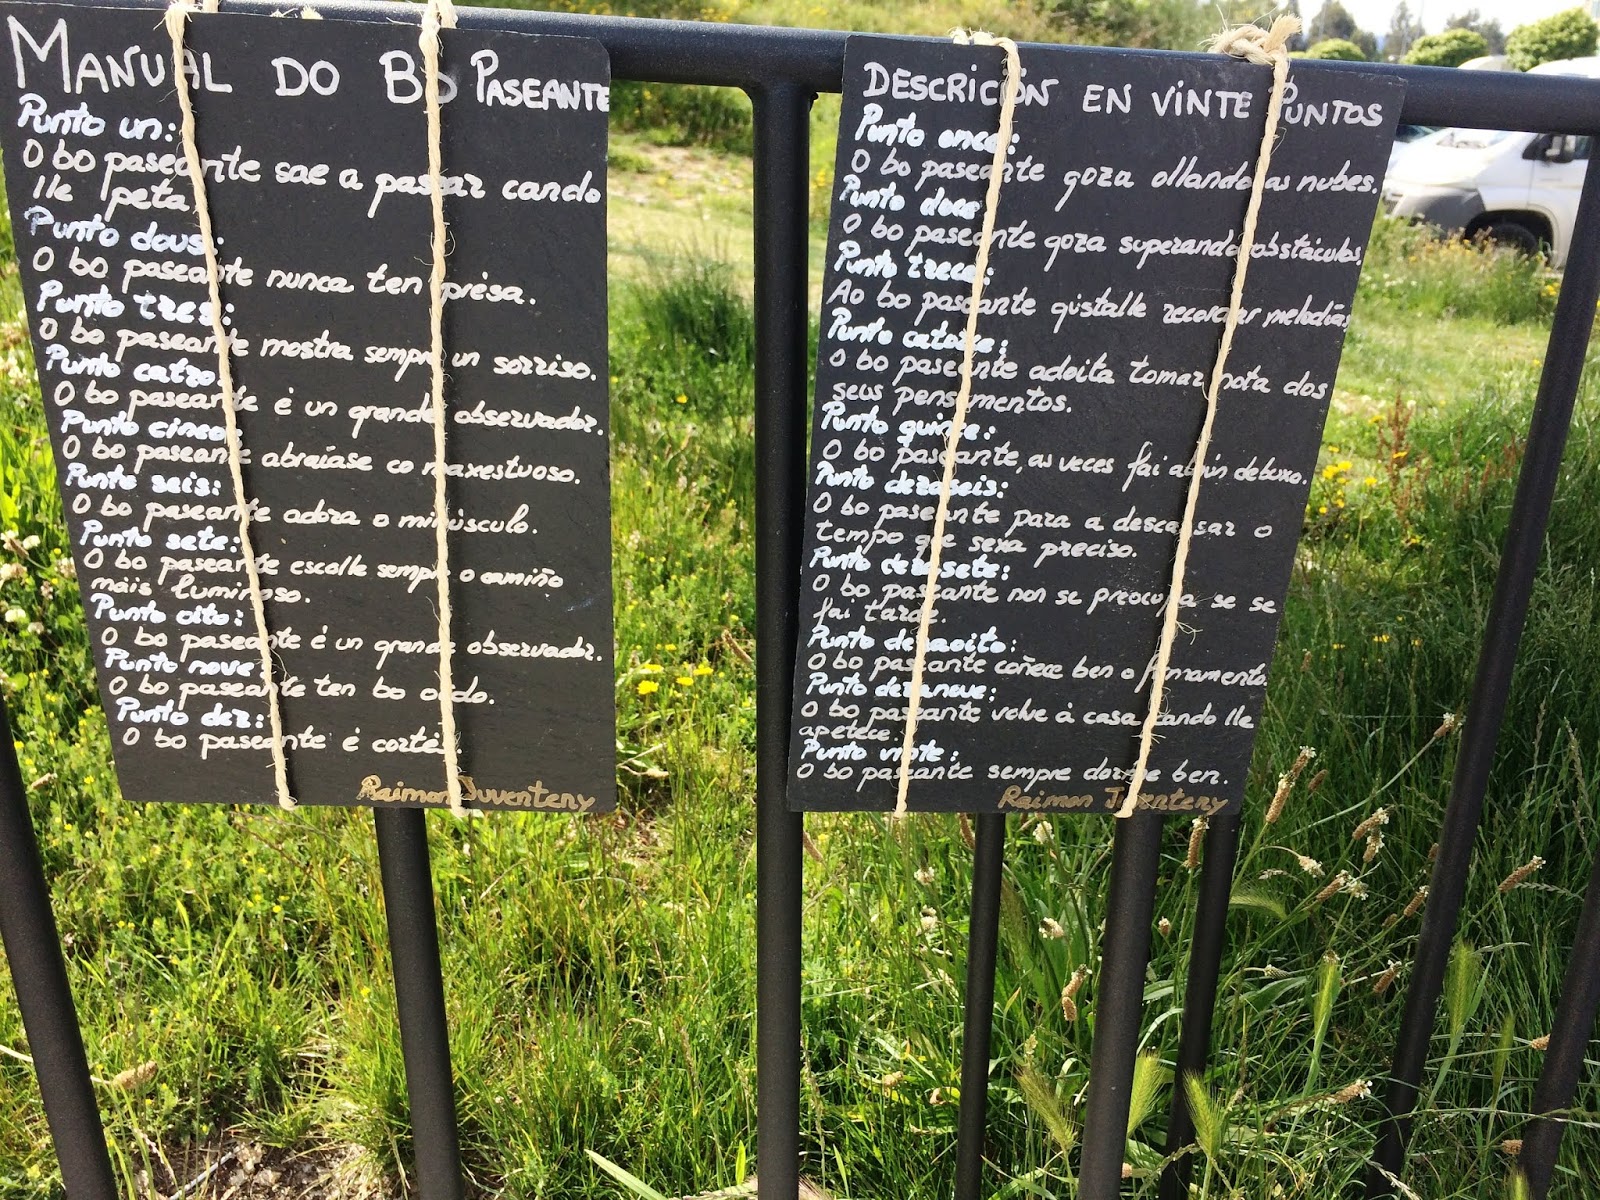 MANUAL DO BO PASEANTE
Punto un:
O bo paseante sae a pasear cando
lle peta
Punto dous:
O bo paseante nunca ten présa.
Punto tres:
O bo paseante mostra sempre un sorriso.
Punto catro:
O bo paseante é un grande observador.
Punto cinco:
O bo paseante abraíase co maxestuoso.
Punto seis:
O bo paseante adora o minúsculo.
Punto sete:
O bo paseante escolle sempre o camiño
máis luminoso.
Punto oito:
O bo paseante é un grande observador.
Punto nove:
O bo paseante ten bo oído.
Punto dez:
O bo paseante é cortés.
Raimon Juventeny
DESCRICIÓN EN VINTE PUNTOS
Punto once:
O bo paseante goza ollando as nubes.
Punto doce:
O bo paseante goza superando obstáculos.
Punto trece:
Ao bo paseante gústalle recordar melodías
Punto catorce:
O bo paseante adoita tomar nota dos
seus pensamentos.
Punto quince:
O bo paseante, as veces fai algún debuxo.
Punto dezaseis:
O bo paseante para a descansar o
tempo que sexa preciso.
Punto dezasete:
O bo paseante non se preocupa se se
fai tarde.
Punto dezaoito:
O bo paseante coñece ben o firmamento.
Punto dezanove:
O bo paseante volve á casa cando lle
apetece.
Punto vinte:
O bo paseante sempre dorme ben.
Raimon Juventeny